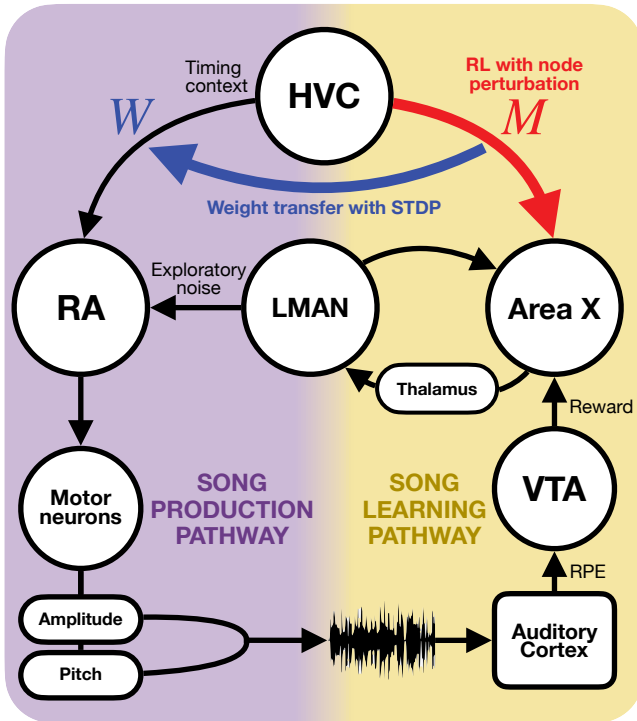 Timing
context
HVC
RL with node
perturbation
W
M
Weight transfer with STDP
RA
Exploratory
noise
LMAN
Area X
Thalamus
Reward
Motor
neurons
SONG
PRODUCTION
PATHWAY
SONG
LEARNING
PATHWAY
VTA
RPE
Amplitude
Pitch
Auditory
Cortex